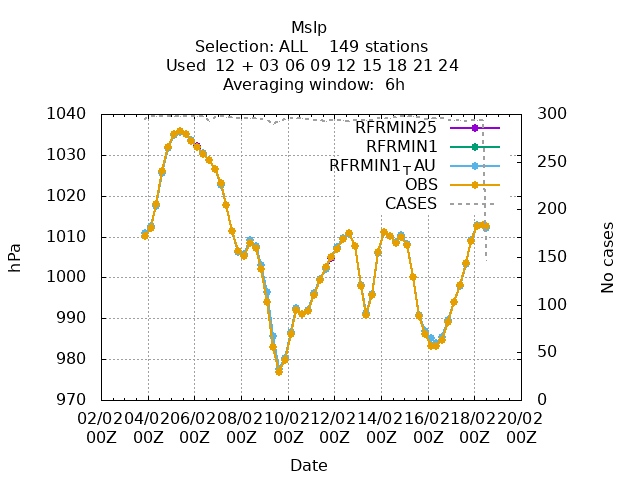 Mslp
Selection: ALL    149 stations
Used  12 + 03 06 09 12 15 18 21 24
Averaging window:  6h
1040
1030
1020
1010
1000
990
980
970
hPa
300
250
200
150
100
50
0
No cases
RFRMIN25
RFRMIN1
RFRMIN1TAU
OBS
CASES
02/02 04/02 06/02 08/02 10/02 12/02 14/02 16/02 18/02 20/02
00Z 00Z 00Z 00Z 00Z 00Z 00Z 00Z 00Z 00Z
Date